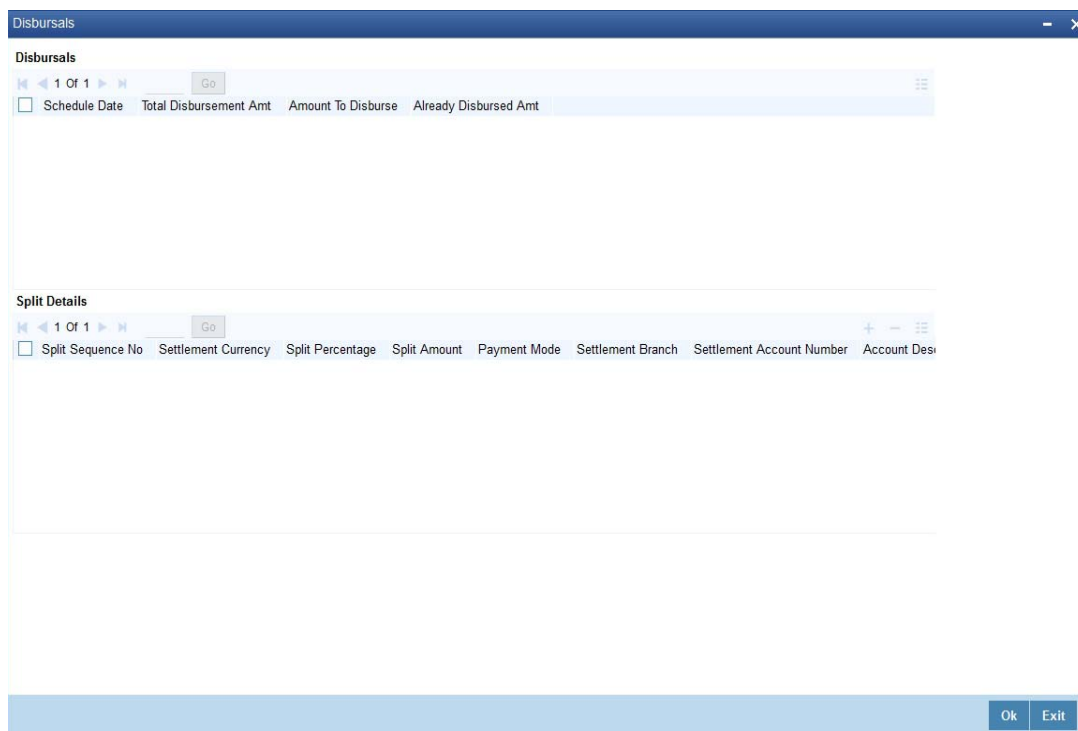 Disbursals
Disbursals
1 Of 1 Go
Schedule Date Total Disbursement Amt Amount To Disburse Already Disbursed Amt
Split Details
1 Of 1 Go
Split Sequence No Settlement Currency Split Percentage Split Amount Payment Mode Settlement Branch Settlement Account Number Account Desc
Ok Exit